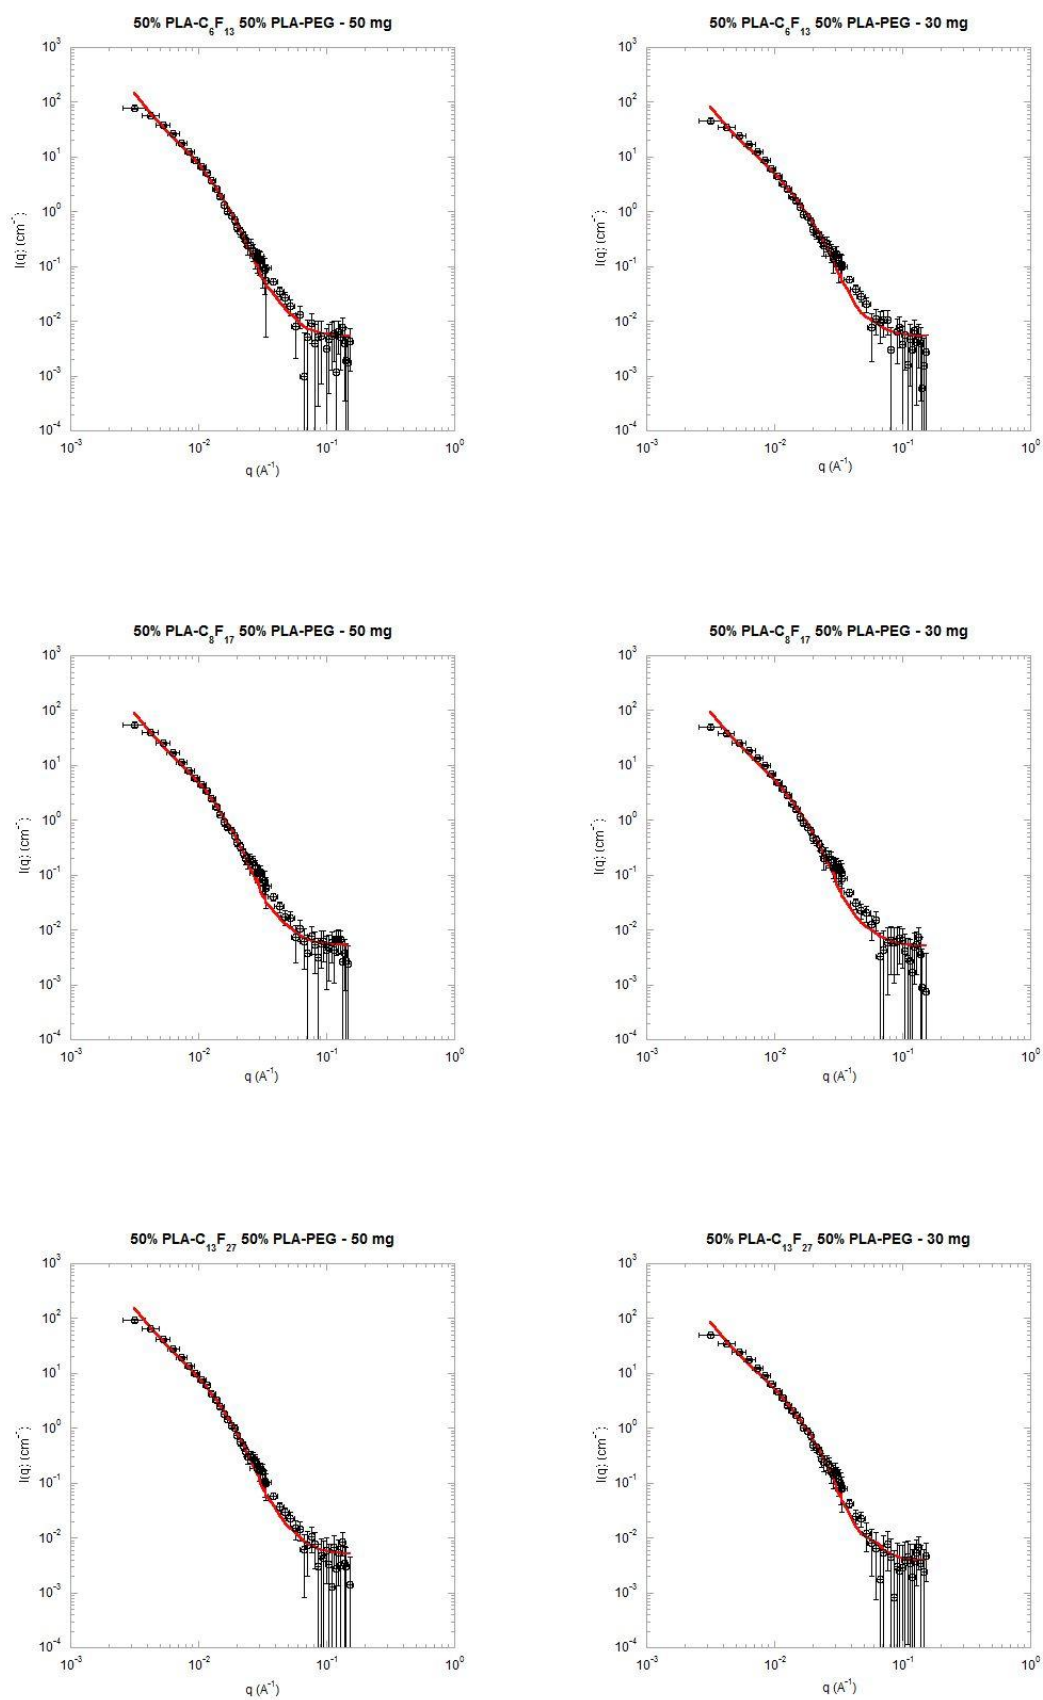 50% PLA-C₆F₁₃ 50% PLA-PEG - 50 mg
10³
10²
10¹
10⁰
10⁻¹
10⁻²
10⁻³
10⁻⁴
I(q) (cm⁻¹)
10⁻³ 10⁻² 10⁻¹ 10⁰
q (A⁻¹)
50% PLA-C₆F₁₃ 50% PLA-PEG - 30 mg
10³
10²
10¹
10⁰
10⁻¹
10⁻²
10⁻³
10⁻⁴
I(q) (cm⁻¹)
10⁻³ 10⁻² 10⁻¹ 10⁰
q (A⁻¹)
50% PLA-C₈F₁₇ 50% PLA-PEG - 50 mg
10³
10²
10¹
10⁰
10⁻¹
10⁻²
10⁻³
10⁻⁴
I(q) (cm⁻¹)
10⁻³ 10⁻² 10⁻¹ 10⁰
q (A⁻¹)
50% PLA-C₈F₁₇ 50% PLA-PEG - 30 mg
10³
10²
10¹
10⁰
10⁻¹
10⁻²
10⁻³
10⁻⁴
I(q) (cm⁻¹)
10⁻³ 10⁻² 10⁻¹ 10⁰
q (A⁻¹)
50% PLA-C₁₃F₂₇ 50% PLA-PEG - 50 mg
10³
10²
10¹
10⁰
10⁻¹
10⁻²
10⁻³
10⁻⁴
I(q) (cm⁻¹)
10⁻³ 10⁻² 10⁻¹ 10⁰
q (A⁻¹)
50% PLA-C₁₃F₂₇ 50% PLA-PEG - 30 mg
10³
10²
10¹
10⁰
10⁻¹
10⁻²
10⁻³
10⁻⁴
I(q) (cm⁻¹)
10⁻³ 10⁻² 10⁻¹ 10⁰
q (A⁻¹)